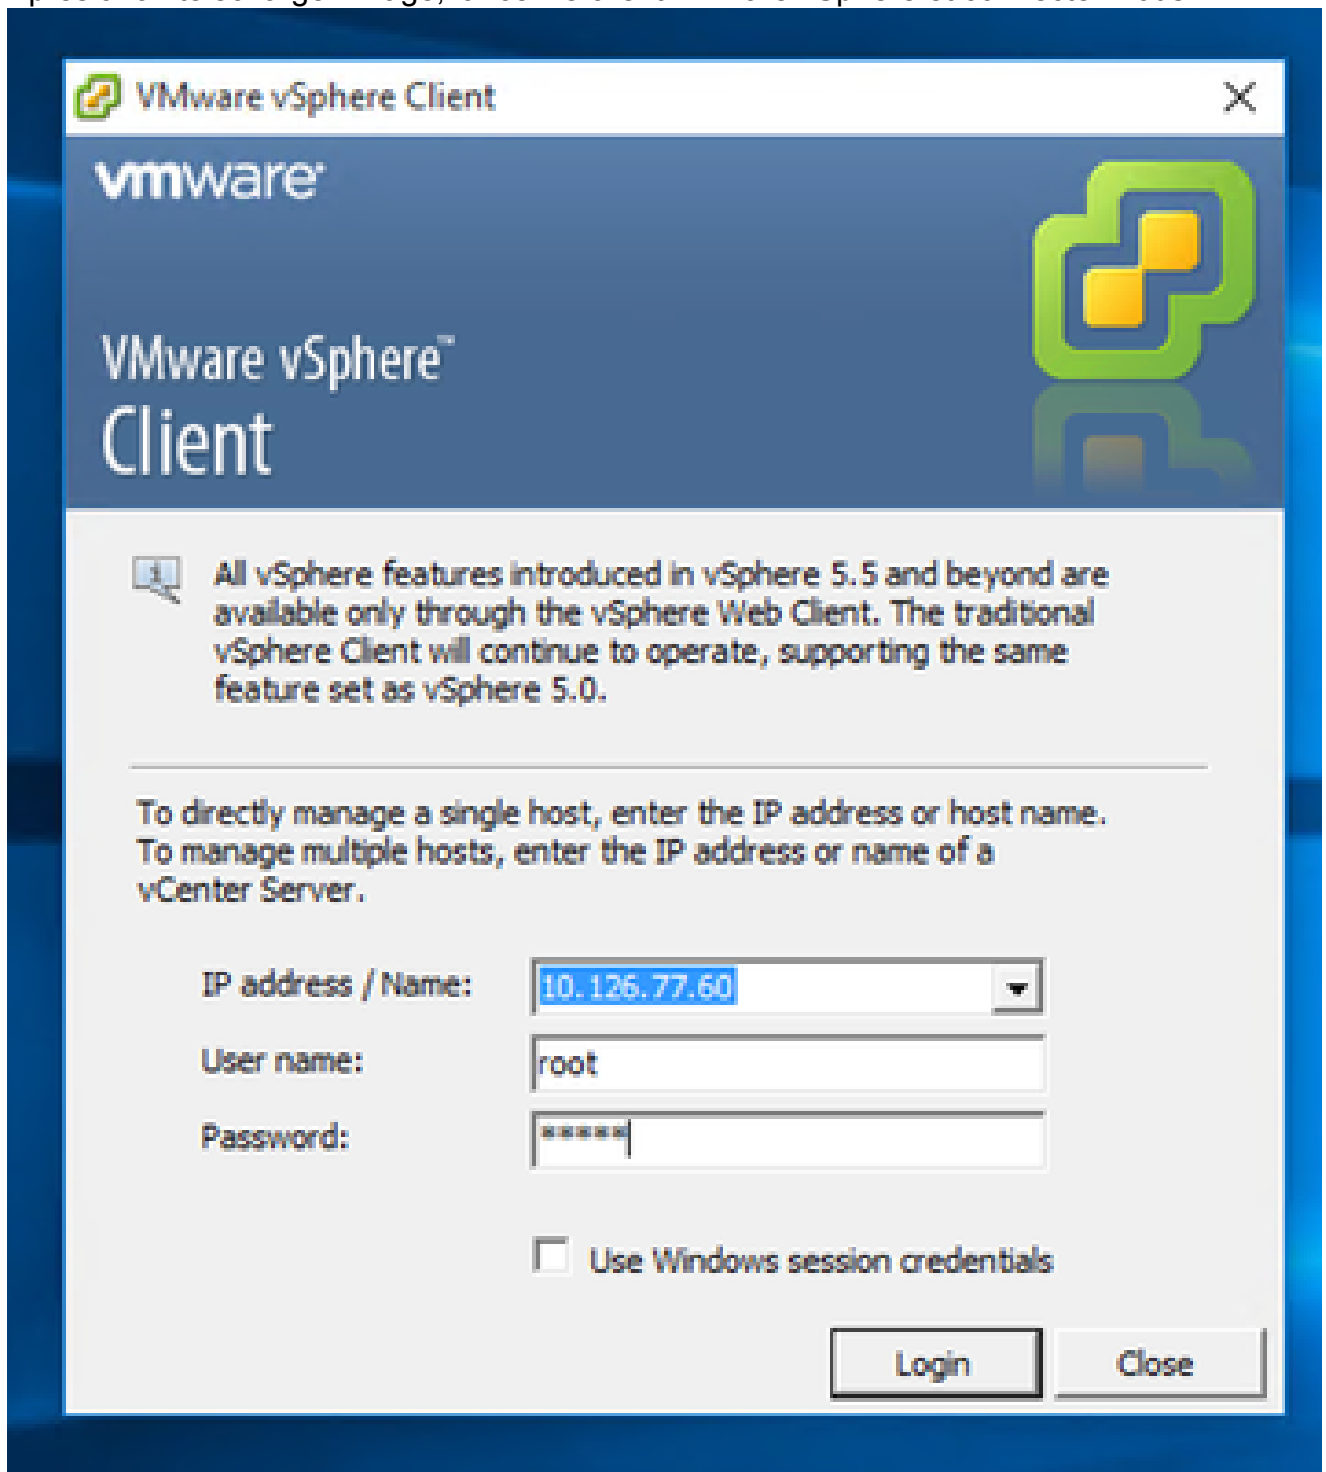 VMware vSphere Client
vmware
VMware vSphere™
Client
All vSphere features introduced in vSphere 5.5 and beyond are
available only through the vSphere Web Client. The traditional
vSphere Client will continue to operate, supporting the same
feature set as vSphere 5.0.
To directly manage a single host, enter the IP address or host name.
To manage multiple hosts, enter the IP address or name of a
vCenter Server.
IP address / Name: 10.126.77.60
User name: root
Password: *****
Use Windows session credentials
Login Close